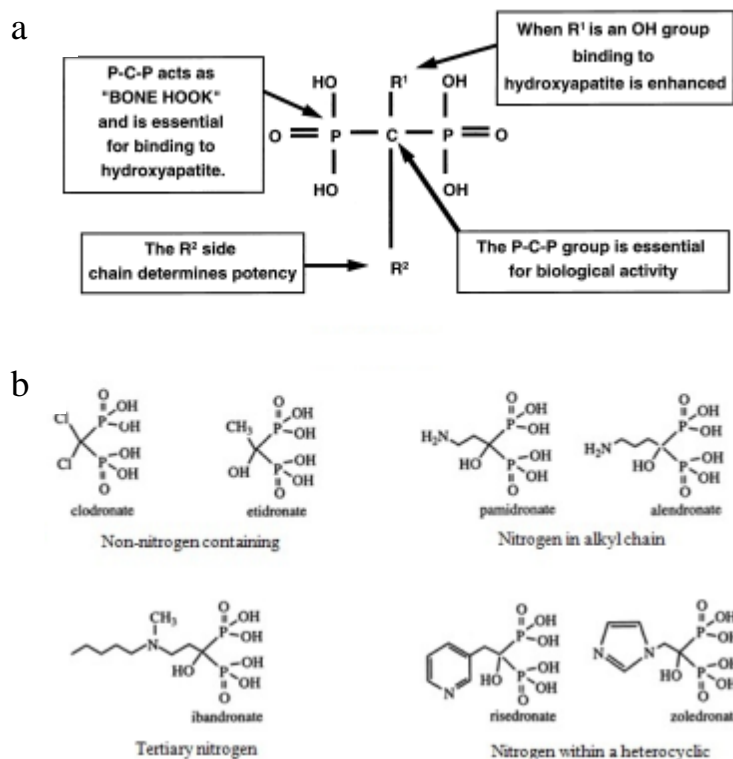 a
P-C-P acts as
"BONE HOOK"
and is essential
for binding to
hydroxyapatite.
When R¹ is an OH group
binding to
hydroxyapatite is enhanced
HO R¹ OH
O P C P O
HO OH
The R² side
chain determines potency
R²
The P-C-P group is essential
for biological activity
b
Cl
O
P
OH
OH
Cl
P
OH
OH
O
clodronate
CH₃
O
P
OH
OH
OH
P
OH
OH
O
etidronate
Non-nitrogen containing
H₂N
O
P
OH
OH
HO
P
OH
OH
O
pamidronate
H₂N
O
P
OH
OH
HO
P
OH
OH
O
alendronate
Nitrogen in alkyl chain
CH₃
N
O
P
OH
OH
HO
P
OH
OH
O
ibandronate
Tertiary nitrogen
N
O
P
OH
OH
HO
P
OH
OH
O
risedronate
N
N
O
P
OH
OH
HO
P
OH
OH
O
zoledronate
Nitrogen within a heterocyclic